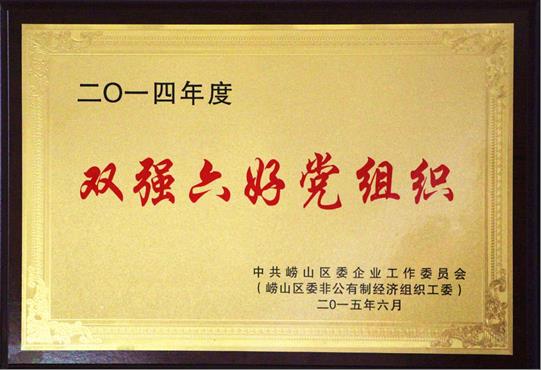 二〇一四年度
双强六好党组织
中共崂山区委企业工作委员会
（崂山区委非公有制经济组织工委）
二〇一五年六月